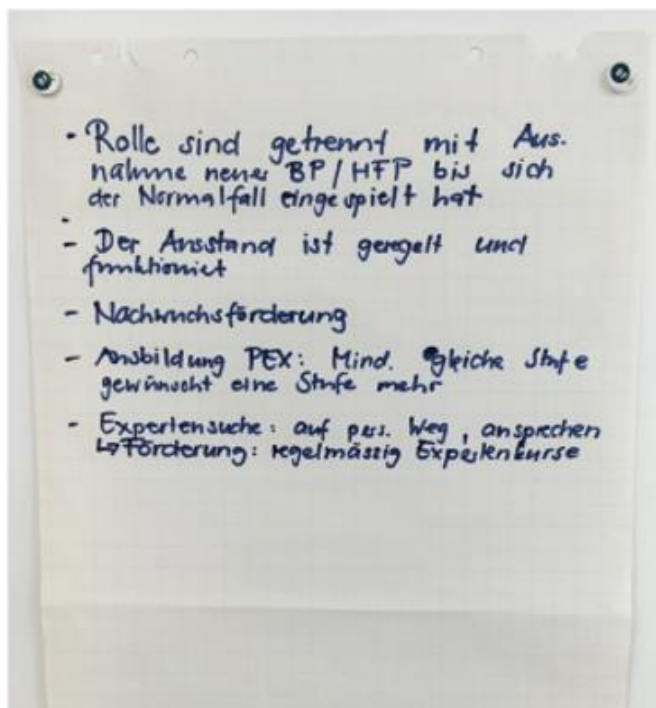 - Rolle sind getrennt mit Aus-
nahme neuer BP/HFP bis sich
der Normalfall eingespielt hat
-
- Der Ausstand ist geregelt und
funktioniert
- Nachwuchsförderung
- Ausbildung PEX: Mind. gleiche Stufe
gewünscht eine Stufe mehr
- Expertensuche: auf pers. Weg, ansprechen
↳ Förderung: regelmässig Expertenkurse